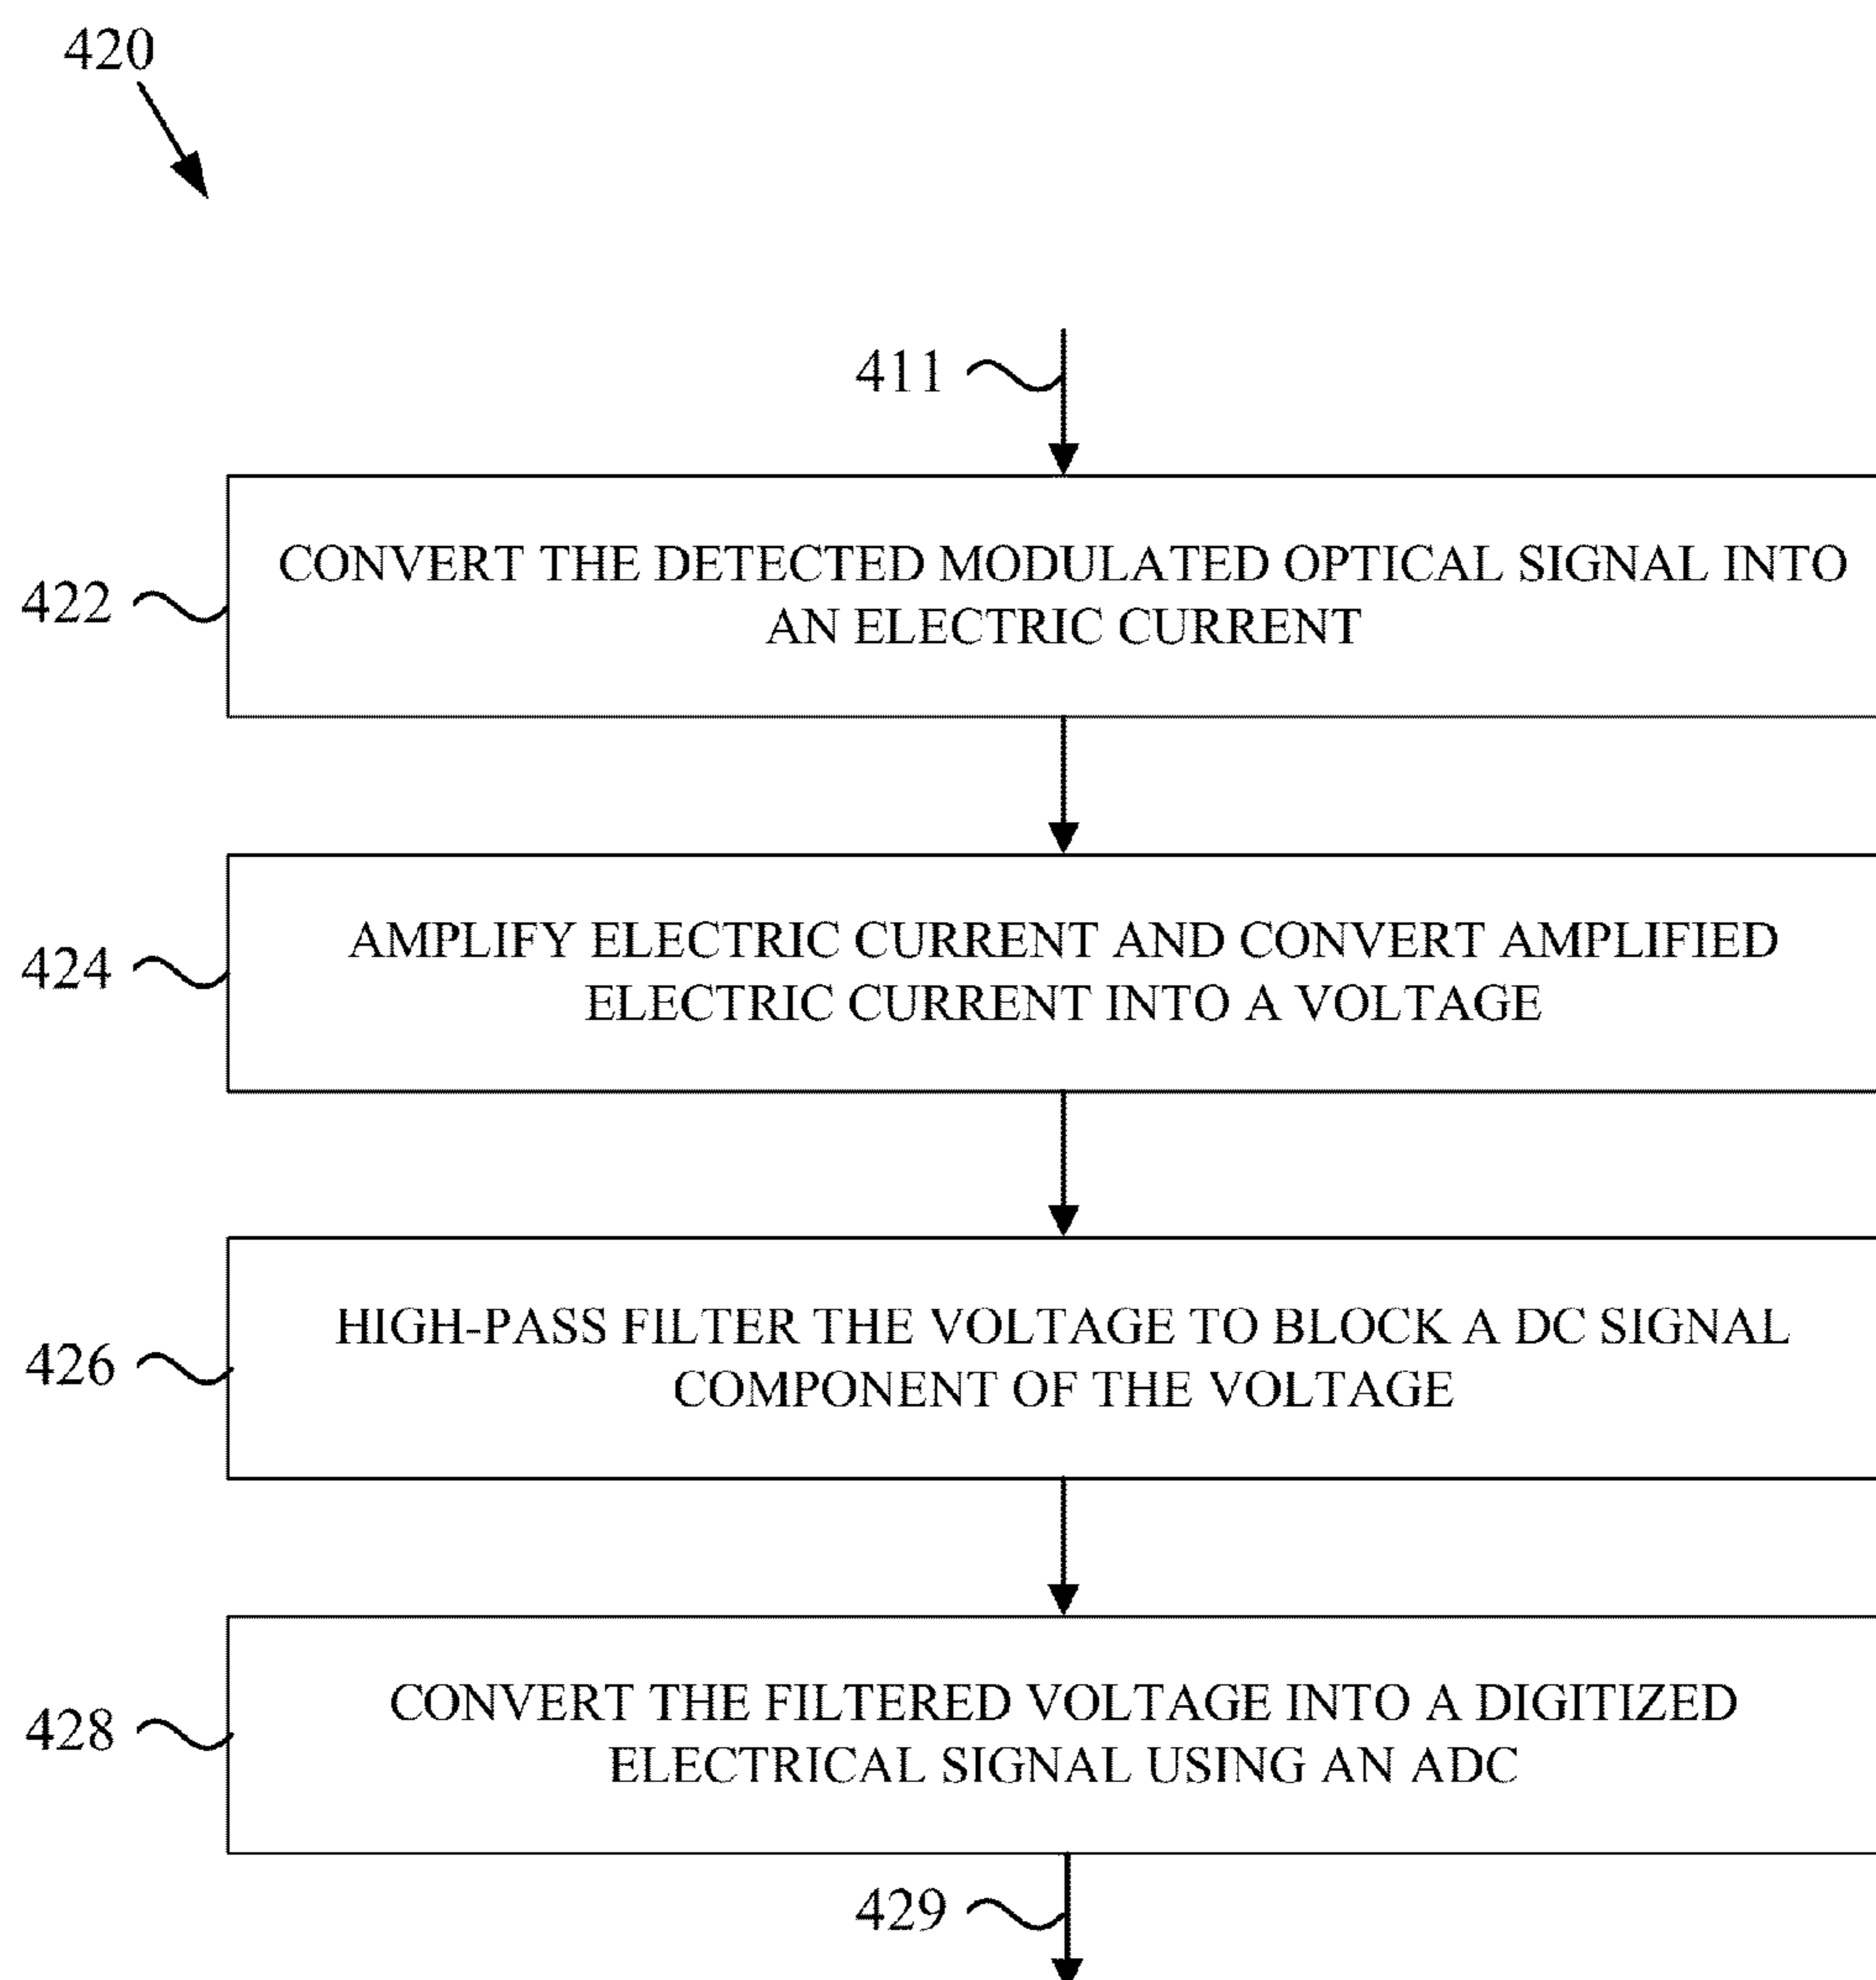 420
411
CONVERT THE DETECTED MODULATED OPTICAL SIGNAL INTO
AN ELECTRIC CURRENT
422
AMPLIFY ELECTRIC CURRENT AND CONVERT AMPLIFIED
ELECTRIC CURRENT INTO A VOLTAGE
424
HIGH-PASS FILTER THE VOLTAGE TO BLOCK A DC SIGNAL
COMPONENT OF THE VOLTAGE
426
CONVERT THE FILTERED VOLTAGE INTO A DIGITIZED
ELECTRICAL SIGNAL USING AN ADC
428
429